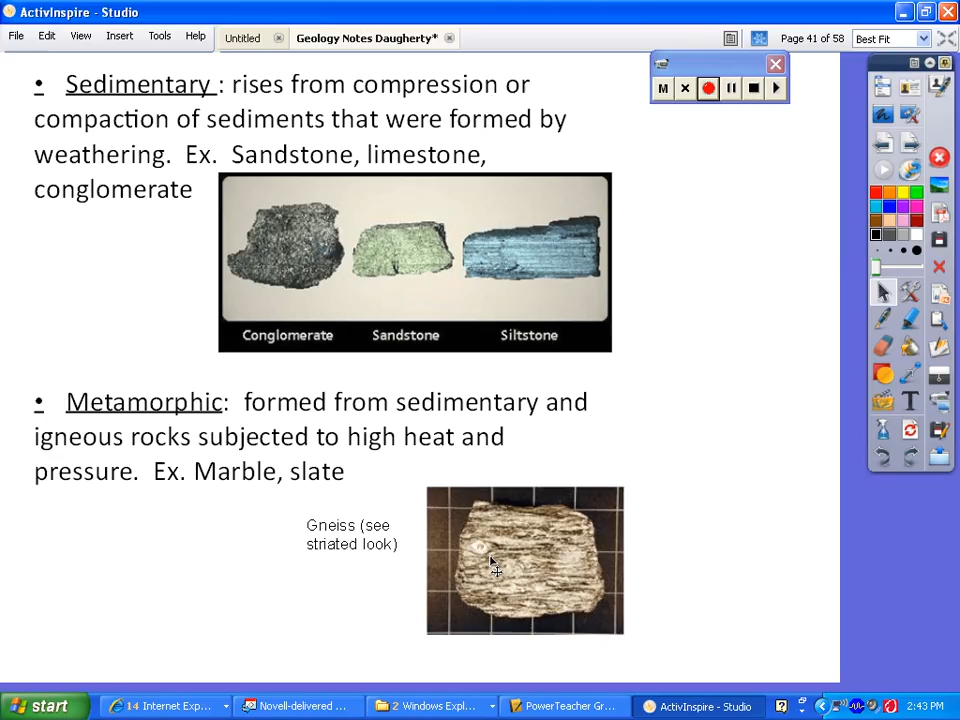 ActivInspire - Studio
File Edit View Insert Tools Help
Untitled
Geology Notes Daugherty*
Page 41 of 58
Best Fit
M
• Sedimentary : rises from compression or
compaction of sediments that were formed by
weathering. Ex. Sandstone, limestone,
conglomerate
Conglomerate Sandstone Siltstone
• Metamorphic: formed from sedimentary and
igneous rocks subjected to high heat and
pressure. Ex. Marble, slate
Gneiss (see
striated look)
start
14 Internet Exp...
Novell-delivered ...
2 Windows Expl...
PowerTeacher Gr...
ActivInspire - Studio
2:43 PM